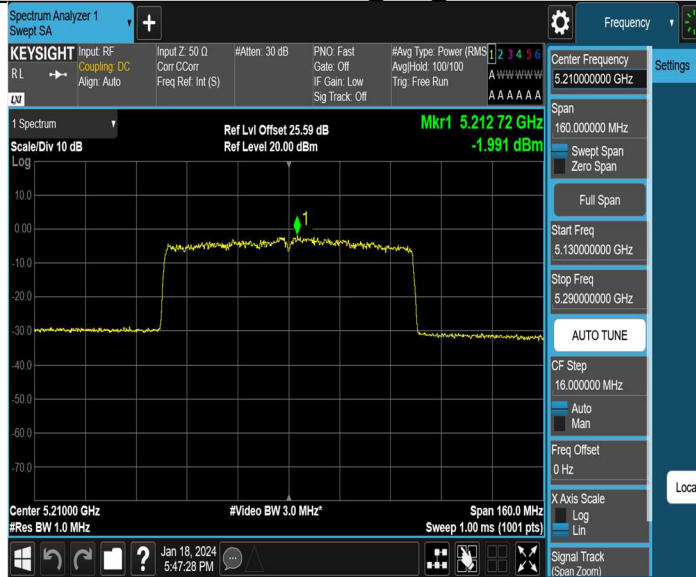 Spectrum Analyzer 1
Swept SA
+
Frequency
KEYSIGHT
RL
LXI
Input: RF
Coupling: DC
Align: Auto
Input Z: 50 Ω
Corr CCorr
Freq Ref: Int (S)
#Atten: 30 dB
PNO: Fast
Gate: Off
IF Gain: Low
Sig Track: Off
#Avg Type: Power (RMS
Avg|Hold: 100/100
Trig: Free Run
1 2 3 4 5 6
A W W W W W
A A A A A A
1 Spectrum
Scale/Div 10 dB
Log
Ref Lvl Offset 25.59 dB
Ref Level 20.00 dBm
Mkr1 5.212 72 GHz
-1.991 dBm
10.0
0.00
-10.0
-20.0
-30.0
-40.0
-50.0
-60.0
-70.0
1
Center 5.21000 GHz
#Res BW 1.0 MHz
#Video BW 3.0 MHz*
Span 160.0 MHz
Sweep 1.00 ms (1001 pts)
Center Frequency
5.210000000 GHz
Settings
Span
160.000000 MHz
Swept Span
Zero Span
Full Span
Start Freq
5.130000000 GHz
Stop Freq
5.290000000 GHz
AUTO TUNE
CF Step
16.000000 MHz
Auto
Man
Freq Offset
0 Hz
X Axis Scale
Log
Lin
Loca
Signal Track
(Span Zoom)
?
Jan 18, 2024
5:47:28 PM